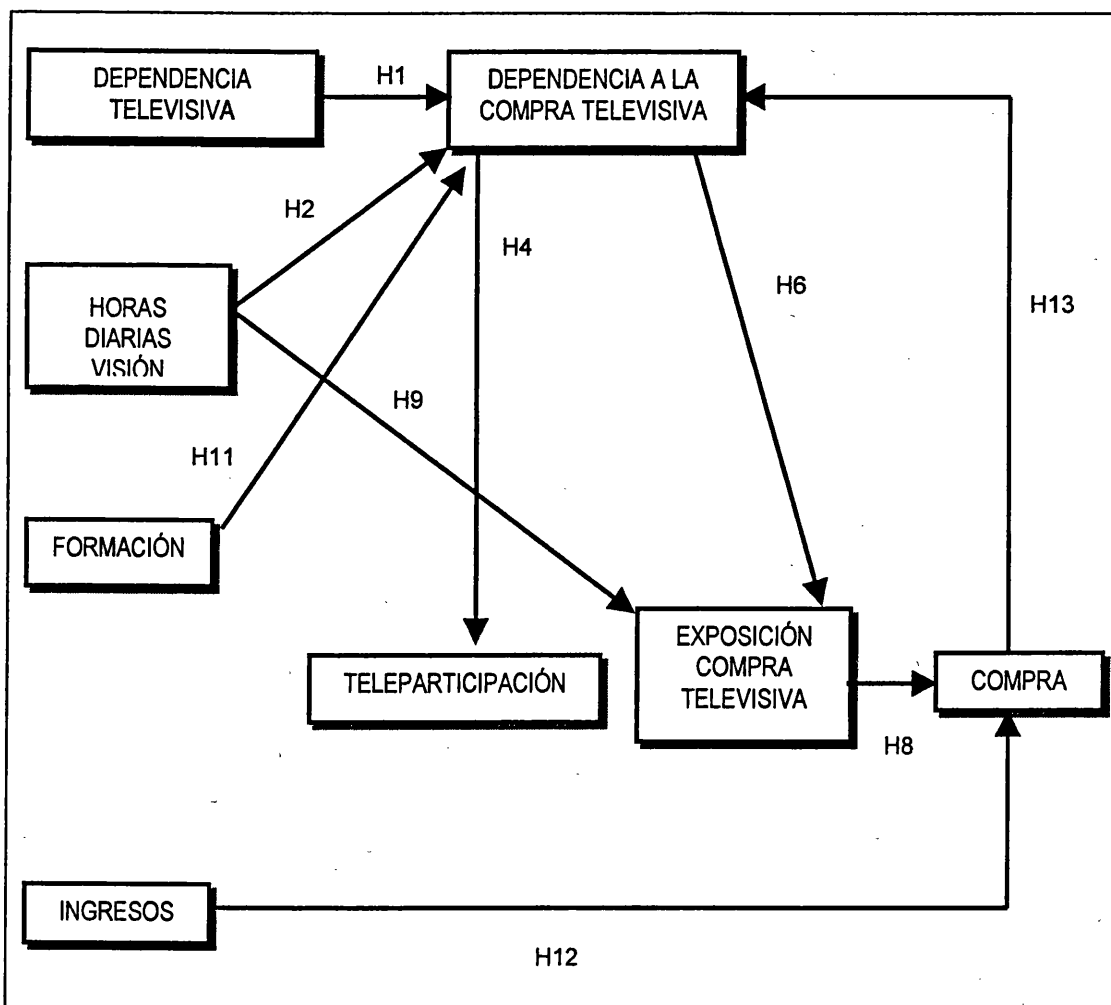 DEPENDENCIA
TELEVISIVA
H1
DEPENDENCIA A LA
COMPRA TELEVISIVA
H2
H4
H6
H13
HORAS
DIARIAS
VISIÓN
H9
H11
FORMACIÓN
TELEPARTICIPACIÓN
EXPOSICIÓN
COMPRA
TELEVISIVA
COMPRA
H8
INGRESOS
H12